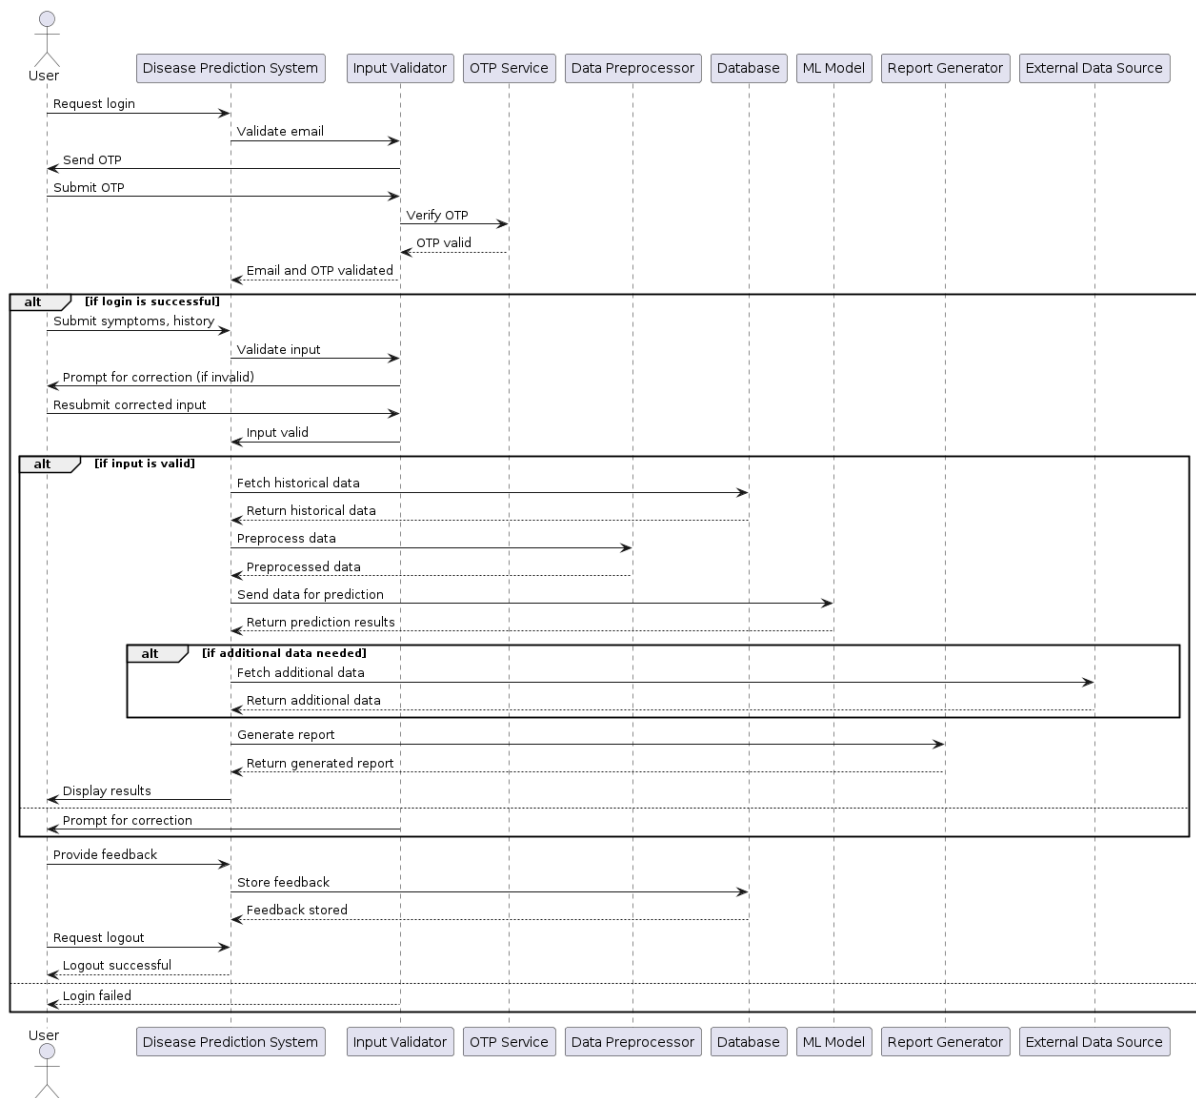 User
Disease Prediction System
Input Validator
OTP Service
Data Preprocessor
Database
ML Model
Report Generator
External Data Source
Request login
Validate email
Send OTP
Submit OTP
Verify OTP
OTP valid
Email and OTP validated
alt [if login is successful]
Submit symptoms, history
Validate input
Prompt for correction (if invalid)
Resubmit corrected input
Input valid
alt [if input is valid]
Fetch historical data
Return historical data
Preprocess data
Preprocessed data
Send data for prediction
Return prediction results
alt [if additional data needed]
Fetch additional data
Return additional data
Generate report
Return generated report
Display results
Prompt for correction
Provide feedback
Store feedback
Feedback stored
Request logout
Logout successful
Login failed
User
Disease Prediction System
Input Validator
OTP Service
Data Preprocessor
Database
ML Model
Report Generator
External Data Source